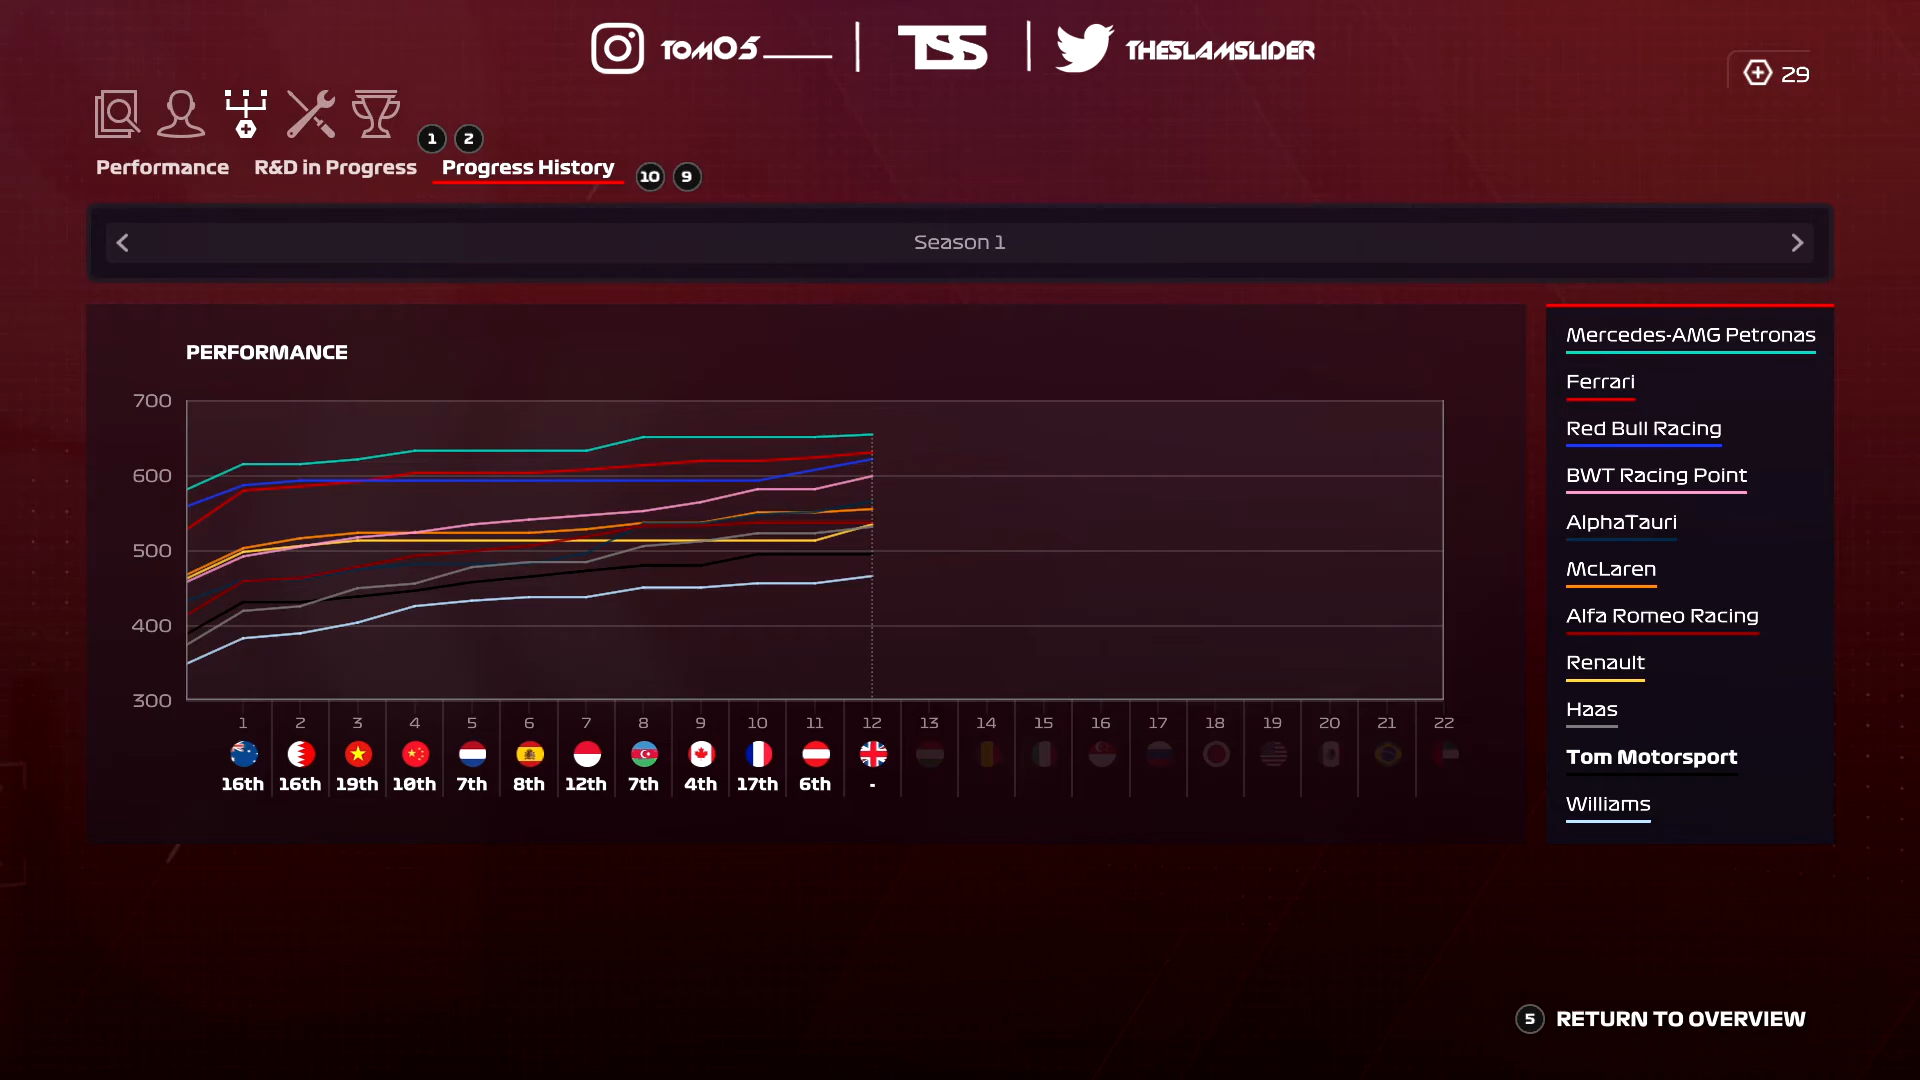 TOM05_____ | TSS | THESLAMSLIDER
29
1 2
Performance R&D in Progress Progress History 10 9
Season 1
PERFORMANCE
700
600
500
400
300
1 2 3 4 5 6 7 8 9 10 11 12 13 14 15 16 17 18 19 20 21 22
16th 16th 19th 10th 7th 8th 12th 7th 4th 17th 6th -
Mercedes-AMG Petronas
Ferrari
Red Bull Racing
BWT Racing Point
AlphaTauri
McLaren
Alfa Romeo Racing
Renault
Haas
Tom Motorsport
Williams
5 RETURN TO OVERVIEW